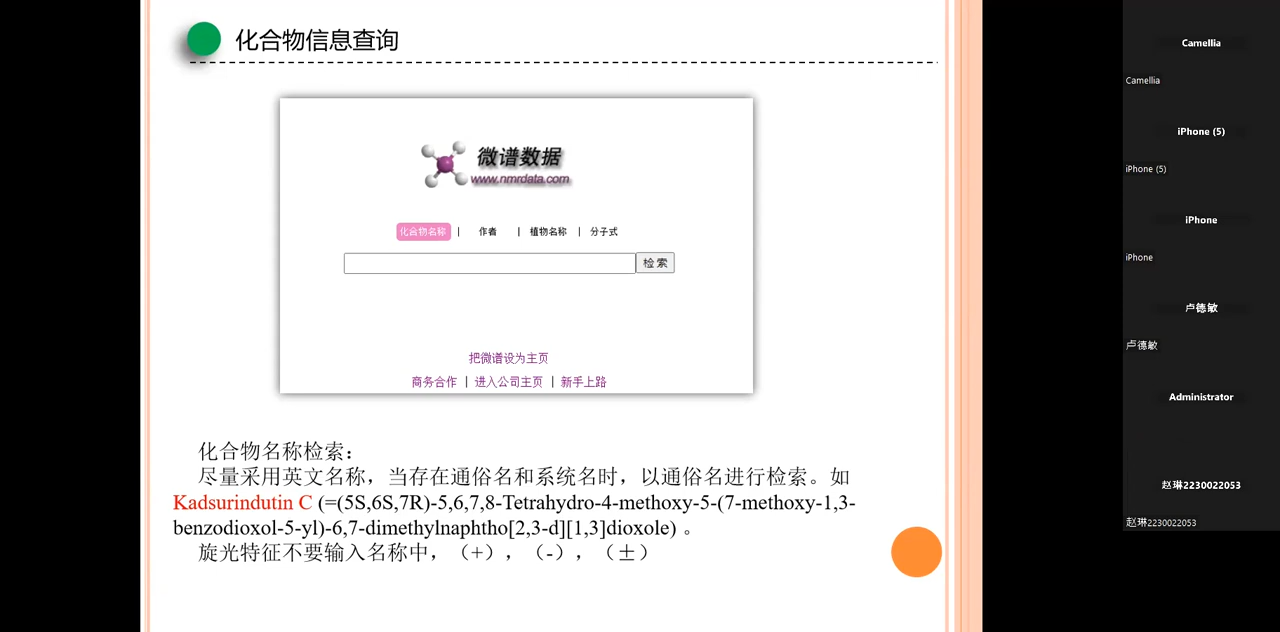 化合物信息查询
微谱数据
www.nmrdata.com
化合物名称 | 作者 | 植物名称 | 分子式
检 索
把微谱设为主页
商务合作 | 进入公司主页 | 新手上路
化合物名称检索：
尽量采用英文名称，当存在通俗名和系统名时，以通俗名进行检索。如
Kadsurindutin C (=(5S,6S,7R)-5,6,7,8-Tetrahydro-4-methoxy-5-(7-methoxy-1,3-
benzodioxol-5-yl)-6,7-dimethylnaphtho[2,3-d][1,3]dioxole) 。
旋光特征不要输入名称中，（+），（-），（±）
Camellia
Camellia
iPhone (5)
iPhone (5)
iPhone
iPhone
卢德敏
卢德敏
Administrator
赵琳2230022053
赵琳2230022053